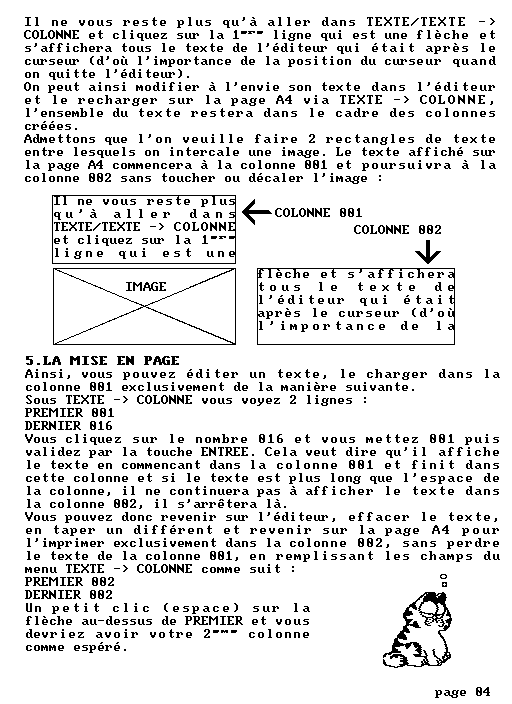 Il ne vous reste plus qu'à aller dans TEXTE/TEXTE ->
COLONNE et cliquez sur la 1ère ligne qui est une flèche et
s'affichera tous le texte de l'éditeur qui était après le
curseur (d'où l'importance de la position du curseur quand
on quitte l'éditeur).
On peut ainsi modifier à l'envie son texte dans l'éditeur
et le recharger sur la page A4 via TEXTE -> COLONNE,
l'ensemble du texte restera dans le cadre des colonnes
créées.
Admettons que l'on veuille faire 2 rectangles de texte
entre lesquels on intercale une image. Le texte affiché sur
la page A4 commencera à la colonne 001 et poursuivra à la
colonne 002 sans toucher ou décaler l'image :
Il ne vous reste plus
qu'à aller dans
TEXTE/TEXTE -> COLONNE
et cliquez sur la 1ère
ligne qui est une
COLONNE 001
COLONNE 002
IMAGE
flèche et s'affichera
tous le texte de
l'éditeur qui était
après le curseur (d'où
l'importance de la
5.LA MISE EN PAGE
Ainsi, vous pouvez éditer un texte, le charger dans la
colonne 001 exclusivement de la manière suivante.
Sous TEXTE -> COLONNE vous voyez 2 lignes :
PREMIER 001
DERNIER 016
Vous cliquez sur le nombre 016 et vous mettez 001 puis
validez par la touche ENTREE. Cela veut dire qu'il affiche
le texte en commencant dans la colonne 001 et finit dans
cette colonne et si le texte est plus long que l'espace de
la colonne, il ne continuera pas à afficher le texte dans
la colonne 002, il s'arrêtera là.
Vous pouvez donc revenir sur l'éditeur, effacer le texte,
en taper un différent et revenir sur la page A4 pour
l'imprimer exclusivement dans la colonne 002, sans perdre
le texte de la colonne 001, en remplissant les champs du
menu TEXTE -> COLONNE comme suit :
PREMIER 002
DERNIER 002
Un petit clic (espace) sur la
flèche au-dessus de PREMIER et vous
devriez avoir votre 2ème colonne
comme espéré.
page 04